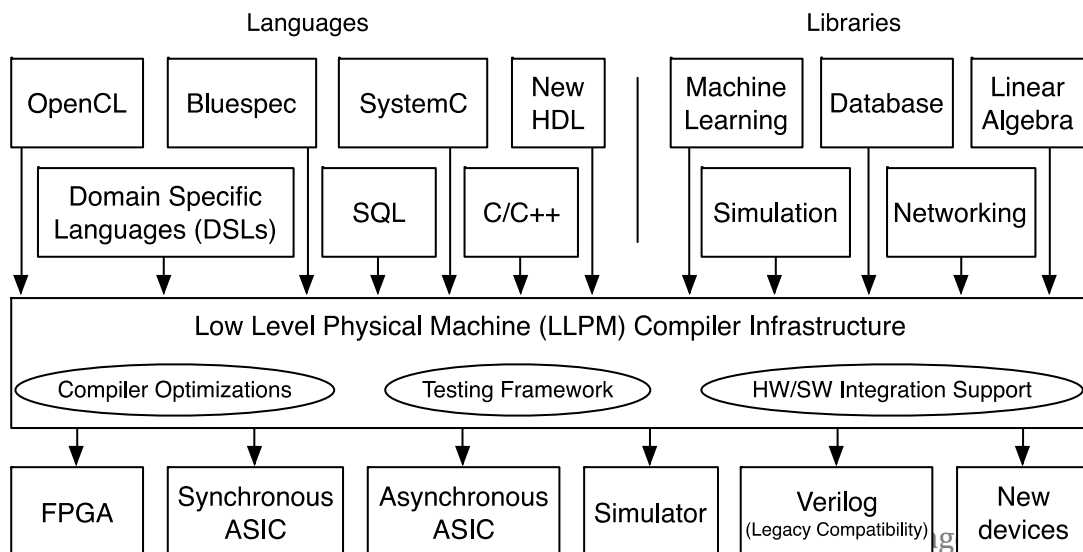 Languages
Libraries
OpenCL
Bluespec
SystemC
New
HDL
Machine
Learning
Database
Linear
Algebra
Domain Specific
Languages (DSLs)
SQL
C/C++
Simulation
Networking
Low Level Physical Machine (LLPM) Compiler Infrastructure
Compiler Optimizations
Testing Framework
HW/SW Integration Support
FPGA
Synchronous
ASIC
Asynchronous
ASIC
Simulator
Verilog
(Legacy Compatibility)
New
devices